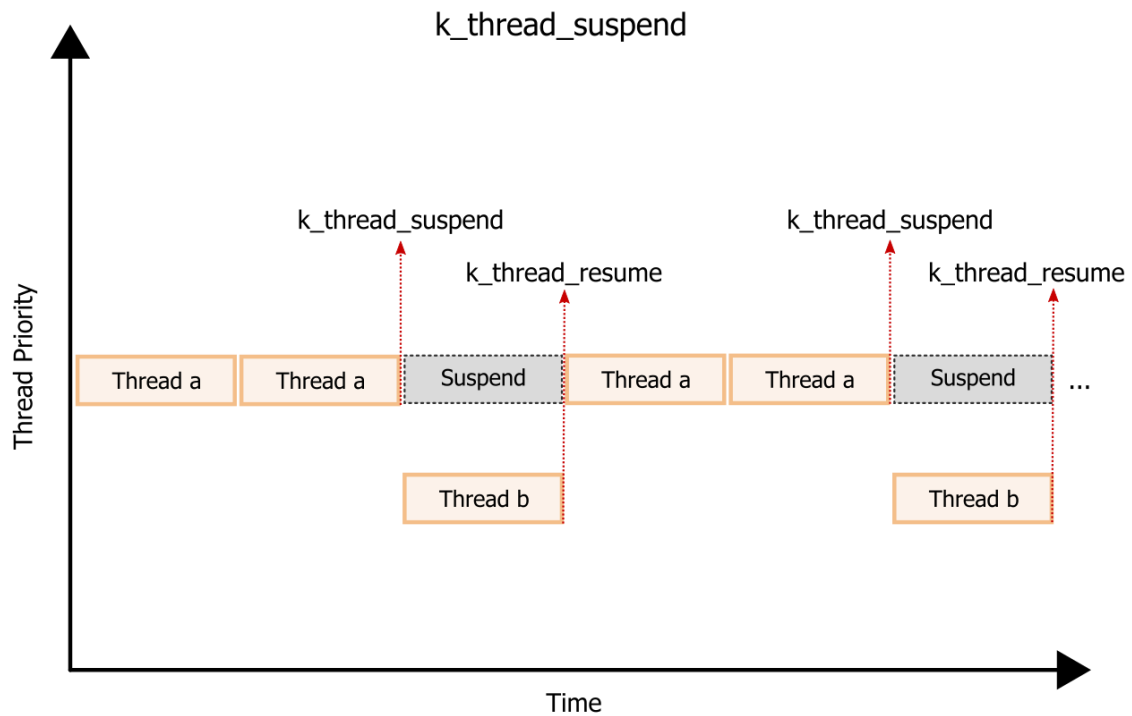 k_thread_suspend
k_thread_suspend
k_thread_suspend
k_thread_resume
k_thread_resume
Thread Priority
Thread a
Thread a
Suspend
Thread a
Thread a
Suspend
...
Thread b
Thread b
Time